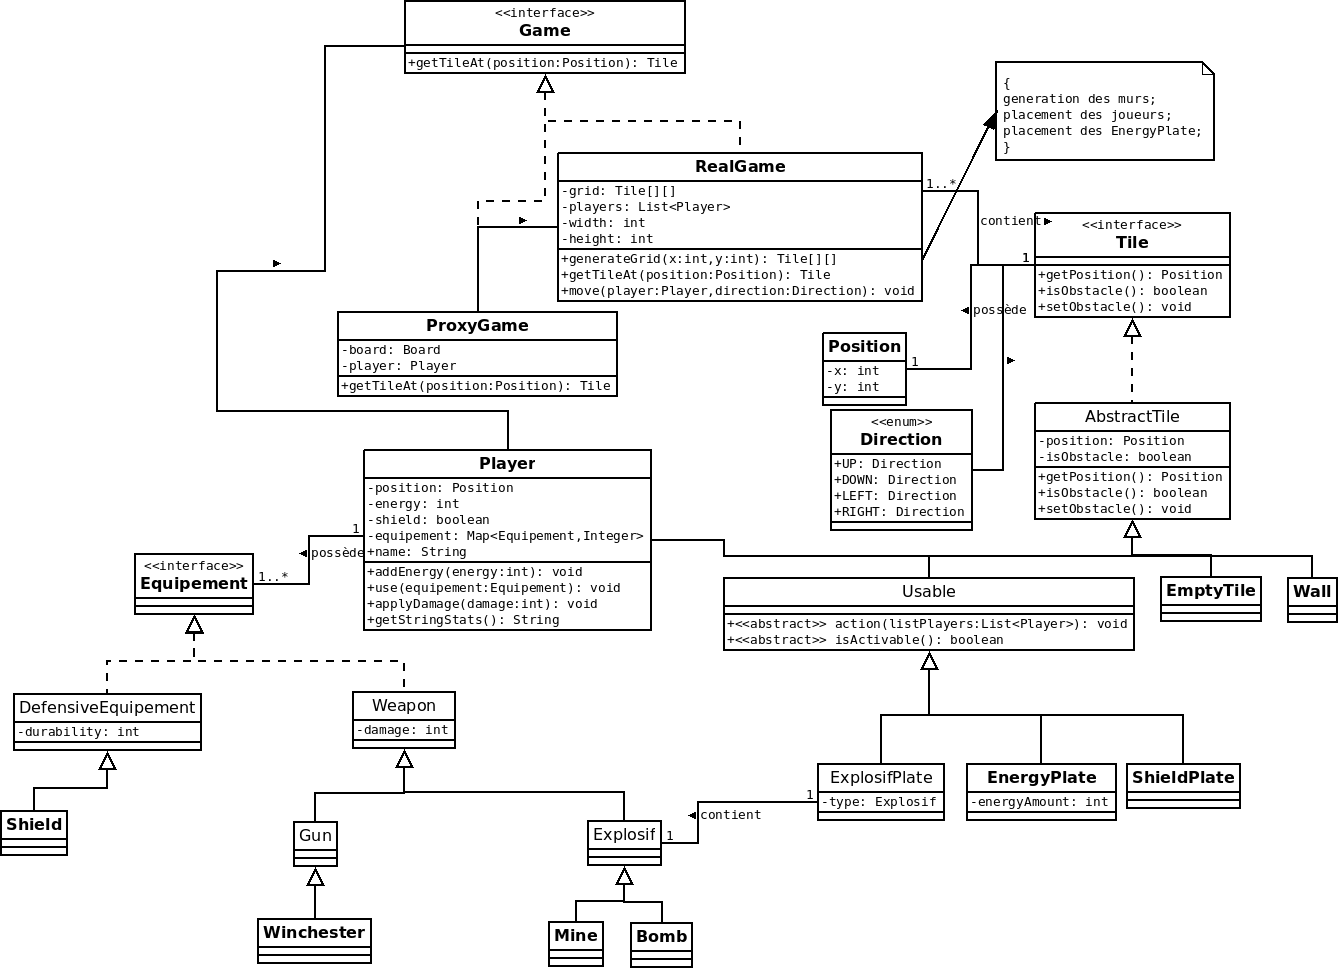 <<interface>>
Game
+getTileAt(position:Position): Tile
{
generation des murs;
placement des joueurs;
placement des EnergyPlate;
}
RealGame
-grid: Tile[][]
-players: List<Player>
-width: int
-height: int
+generateGrid(x:int,y:int): Tile[][]
+getTileAt(position:Position): Tile
+move(player:Player,direction:Direction): void
1..*
contient
1
<<interface>>
Tile
+getPosition(): Position
+isObstacle(): boolean
+setObstacle(): void
possède
1
ProxyGame
-board: Board
-player: Player
+getTileAt(position:Position): Tile
Position
-x: int
-y: int
<<enum>>
Direction
+UP: Direction
+DOWN: Direction
+LEFT: Direction
+RIGHT: Direction
AbstractTile
-position: Position
-isObstacle: boolean
+getPosition(): Position
+isObstacle(): boolean
+setObstacle(): void
Player
-position: Position
-energy: int
-shield: boolean
-equipement: Map<Equipement,Integer>
+name: String
+addEnergy(energy:int): void
+use(equipement:Equipement): void
+applyDamage(damage:int): void
+getStringStats(): String
1
possède
1..*
<<interface>>
Equipement
Usable
+<<abstract>> action(listPlayers:List<Player>): void
+<<abstract>> isActivable(): boolean
EmptyTile
Wall
DefensiveEquipement
-durability: int
Weapon
-damage: int
ExplosifPlate
-type: Explosif
EnergyPlate
-energyAmount: int
ShieldPlate
1
contient
1
Shield
Gun
Explosif
Winchester
Mine
Bomb